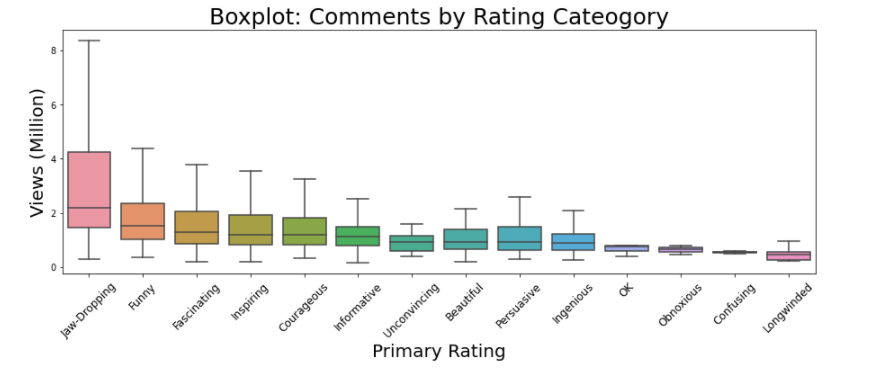 Boxplot: Comments by Rating Cateogory
Views (Million)
8
6
4
2
0
Jaw-Dropping
Funny
Fascinating
Inspiring
Courageous
Informative
Unconvincing
Beautiful
Persuasive
Ingenious
OK
Obnoxious
Confusing
Longwinded
Primary Rating